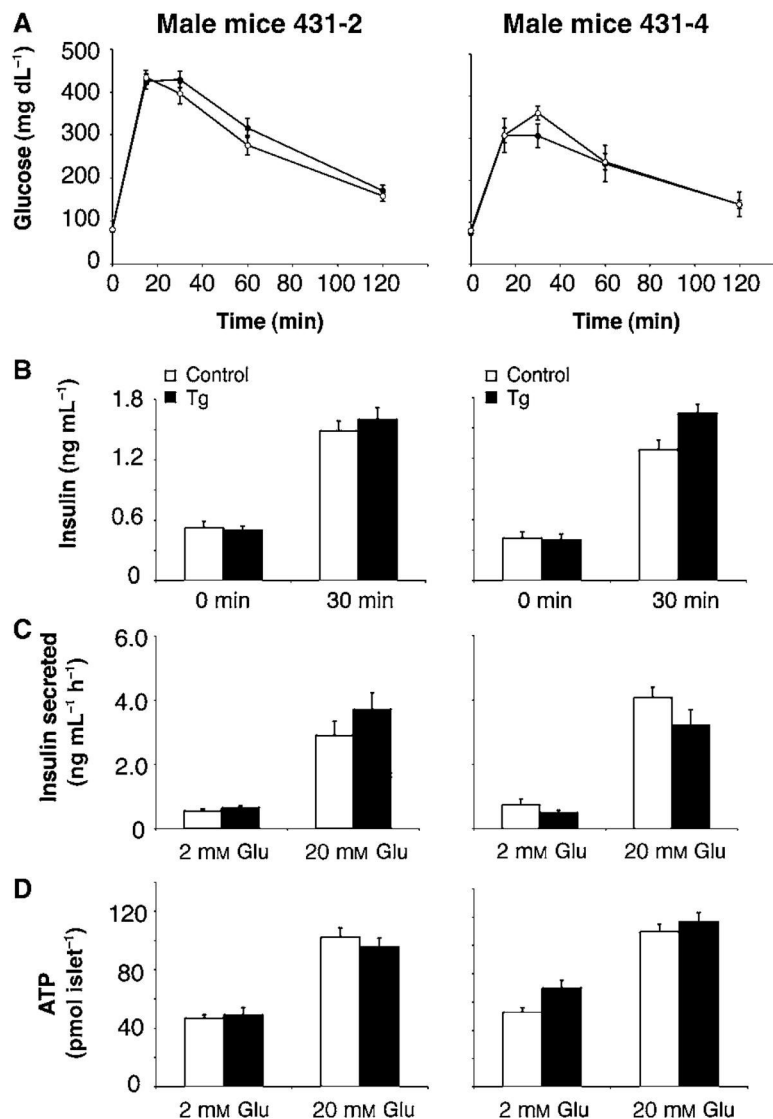 A Male mice 431-2 Male mice 431-4
Glucose (mg dL⁻¹)
500
400
300
200
100
0
0 20 40 60 80 100 120 0 20 40 60 80 100 120
Time (min) Time (min)
B
Insulin (ng mL⁻¹)
Control Control
Tg Tg
1.8
1.2
0.6
0
0 min 30 min 0 min 30 min
C
Insulin secreted
(ng mL⁻¹ h⁻¹)
6.0
4.0
2.0
0
2 mM Glu 20 mM Glu 2 mM Glu 20 mM Glu
D
ATP
(pmol islet⁻¹)
120
80
40
0
2 mM Glu 20 mM Glu 2 mM Glu 20 mM Glu